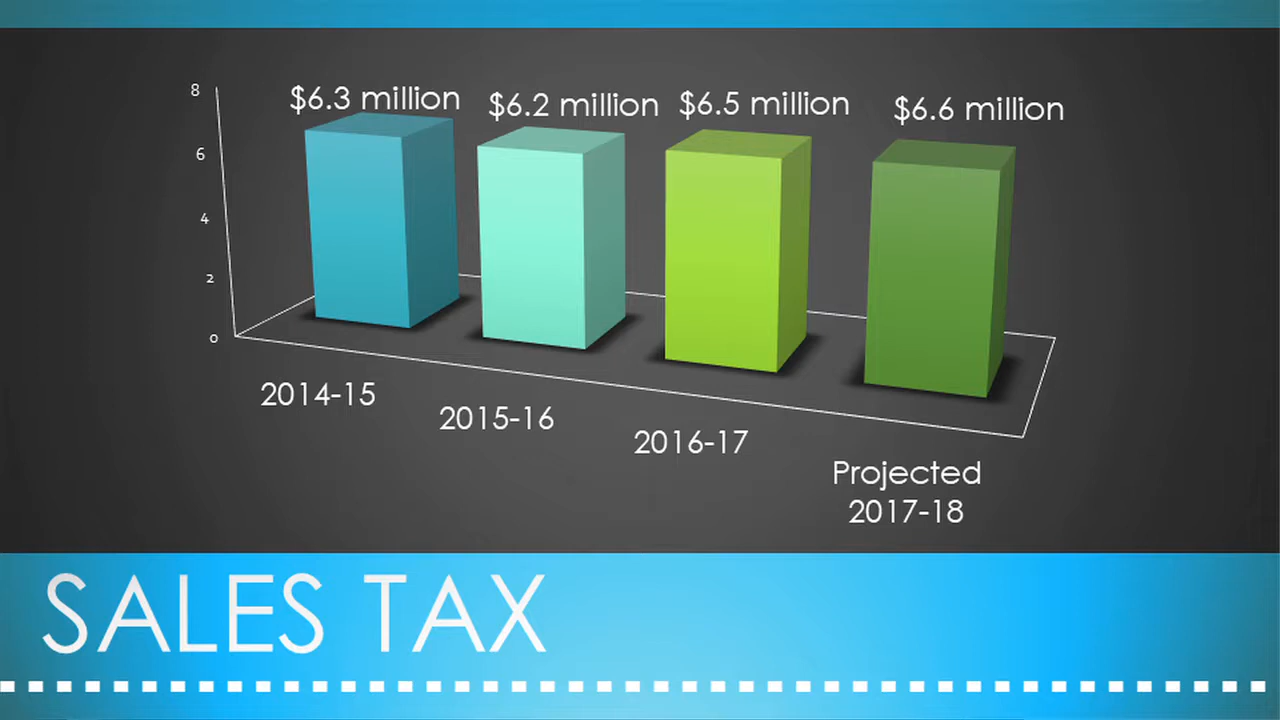 8
6
4
2
0
$6.3 million
$6.2 million
$6.5 million
$6.6 million
2014-15
2015-16
2016-17
Projected
2017-18
SALES TAX